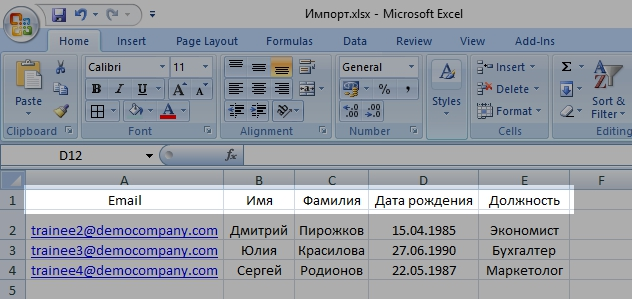 Импорт.xlsx - Microsoft Excel
Home Insert Page Layout Formulas Data Review View Add-Ins
Paste Calibri 11 General Styles Insert Delete Format Sort & Filter
Clipboard Font Alignment Number Cells Editing
D12 fx
A B C D E F
1 Email Имя Фамилия Дата рождения Должность
2 trainee2@democompany.com Дмитрий Пирожков 15.04.1985 Экономист
3 trainee3@democompany.com Юлия Красилова 27.06.1990 Бухгалтер
4 trainee4@democompany.com Сергей Родионов 22.05.1987 Маркетолог
5